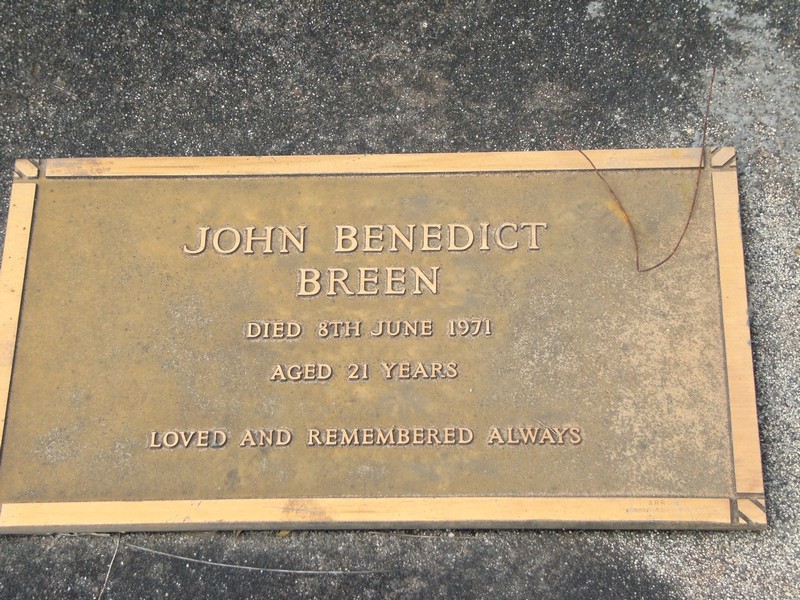 JOHN BENEDICT
BREEN
DIED 8TH JUNE 1971
AGED 21 YEARS
LOVED AND REMEMBERED ALWAYS